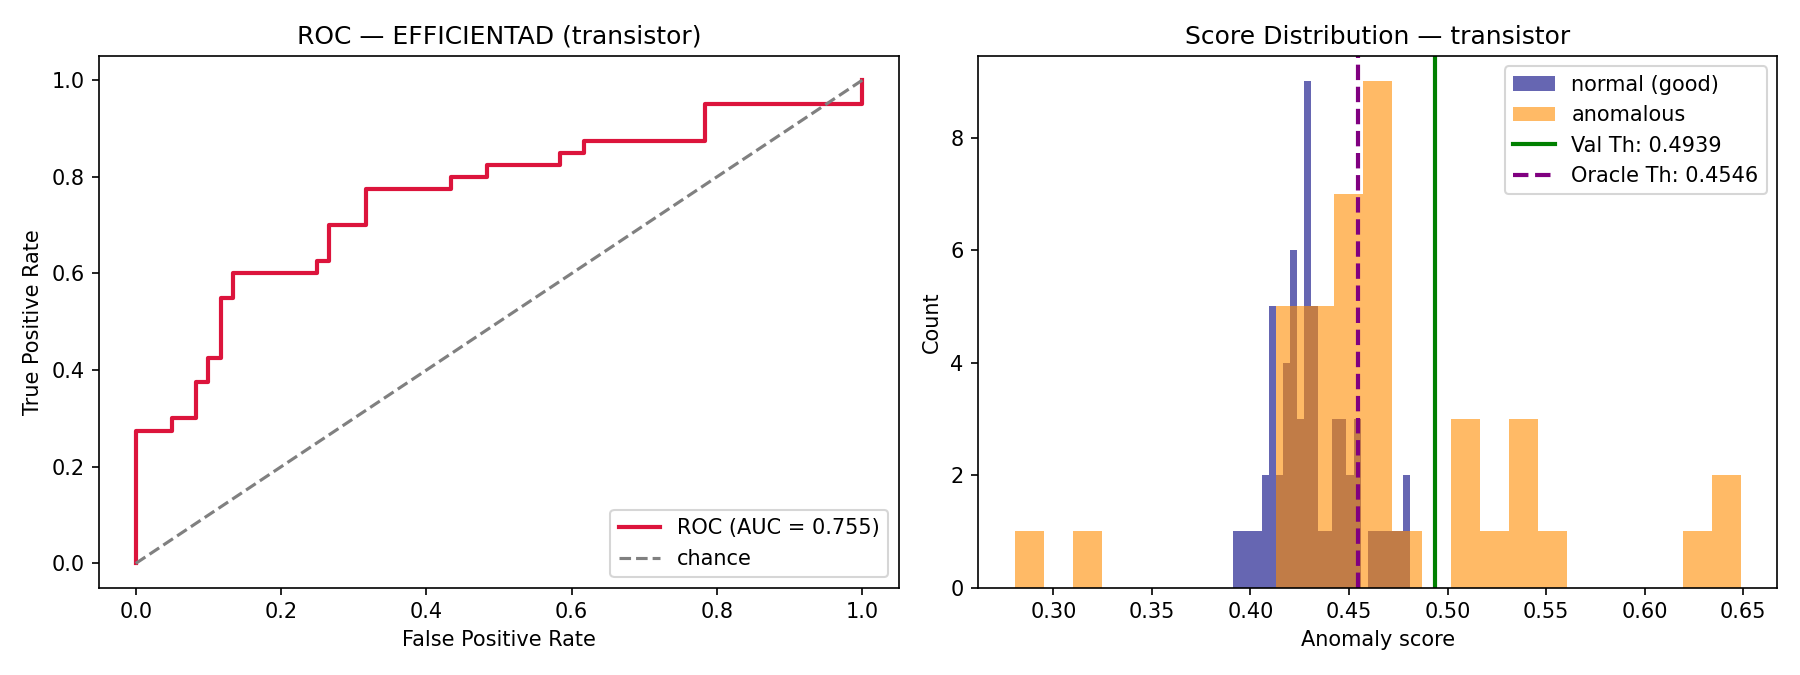 ROC — EFFICIENTAD (transistor)
True Positive Rate
1.0
0.8
0.6
0.4
0.2
0.0
ROC (AUC = 0.755)
chance
0.0 0.2 0.4 0.6 0.8 1.0
False Positive Rate
Score Distribution — transistor
Count
8
6
4
2
0
normal (good)
anomalous
Val Th: 0.4939
Oracle Th: 0.4546
0.30 0.35 0.40 0.45 0.50 0.55 0.60 0.65
Anomaly score